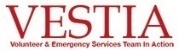 VESTIA
Volunteer & Emergency Services Team In Action